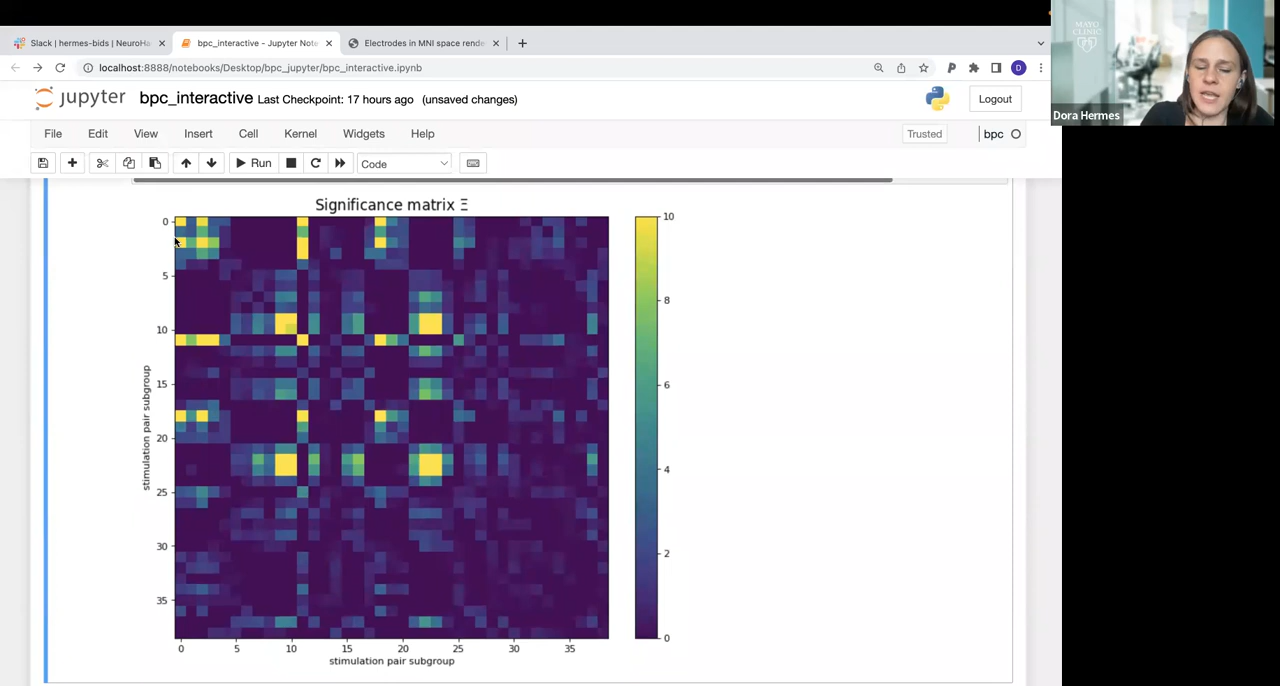 Slack | hermes-bids | NeuroHa
bpc_interactive - Jupyter Note
Electrodes in MNI space rende
localhost:8888/notebooks/Desktop/bpc_jupyter/bpc_interactive.ipynb
P
D
jupyter bpc_interactive Last Checkpoint: 17 hours ago (unsaved changes)
Logout
File Edit View Insert Cell Kernel Widgets Help
Trusted
bpc
Run
Code
MAYO
CLINIC
Dora Hermes
Significance matrix Ξ
0
5
10
15
20
25
30
35
stimulation pair subgroup
0 5 10 15 20 25 30 35
stimulation pair subgroup
10
8
6
4
2
0